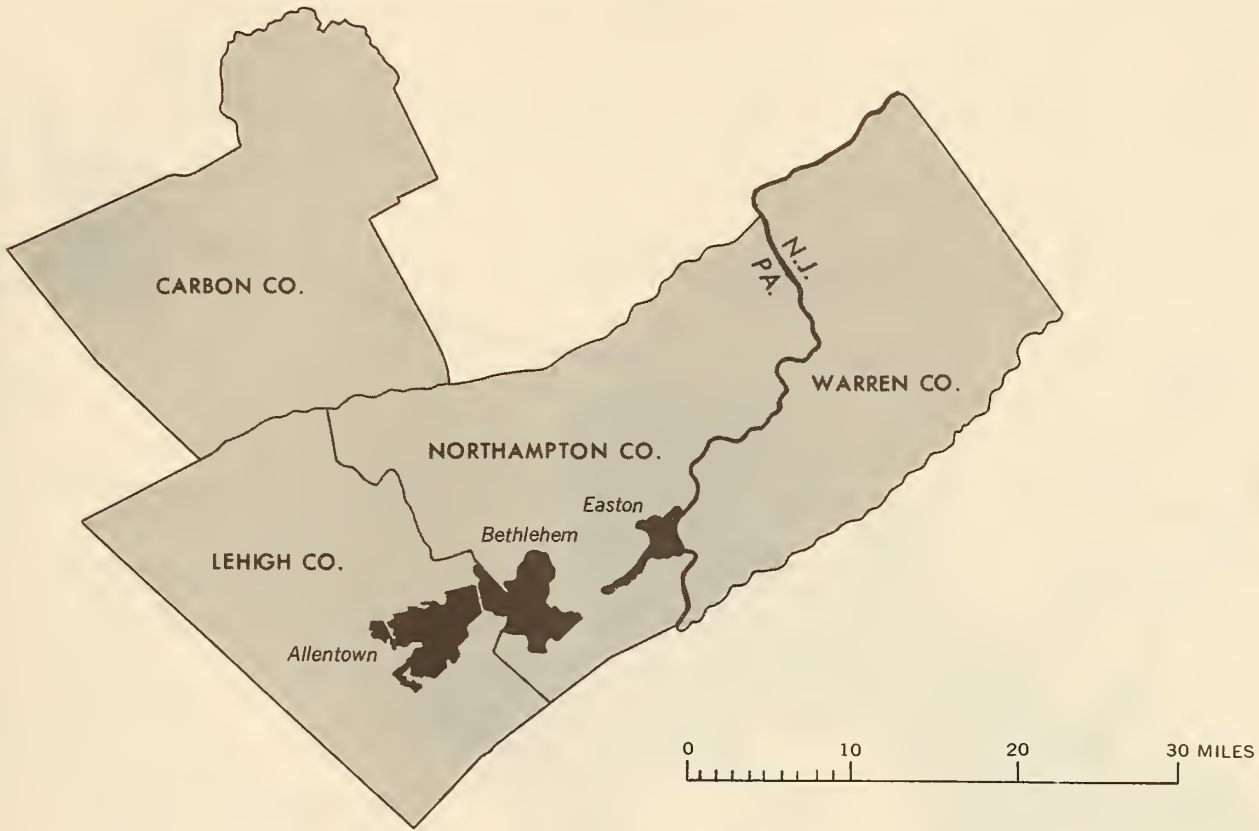 N.J.
PA.
CARBON CO.
WARREN CO.
NORTHAMPTON CO.
Easton
Bethlehem
LEHIGH CO.
Allentown
0 10 20 30 MILES